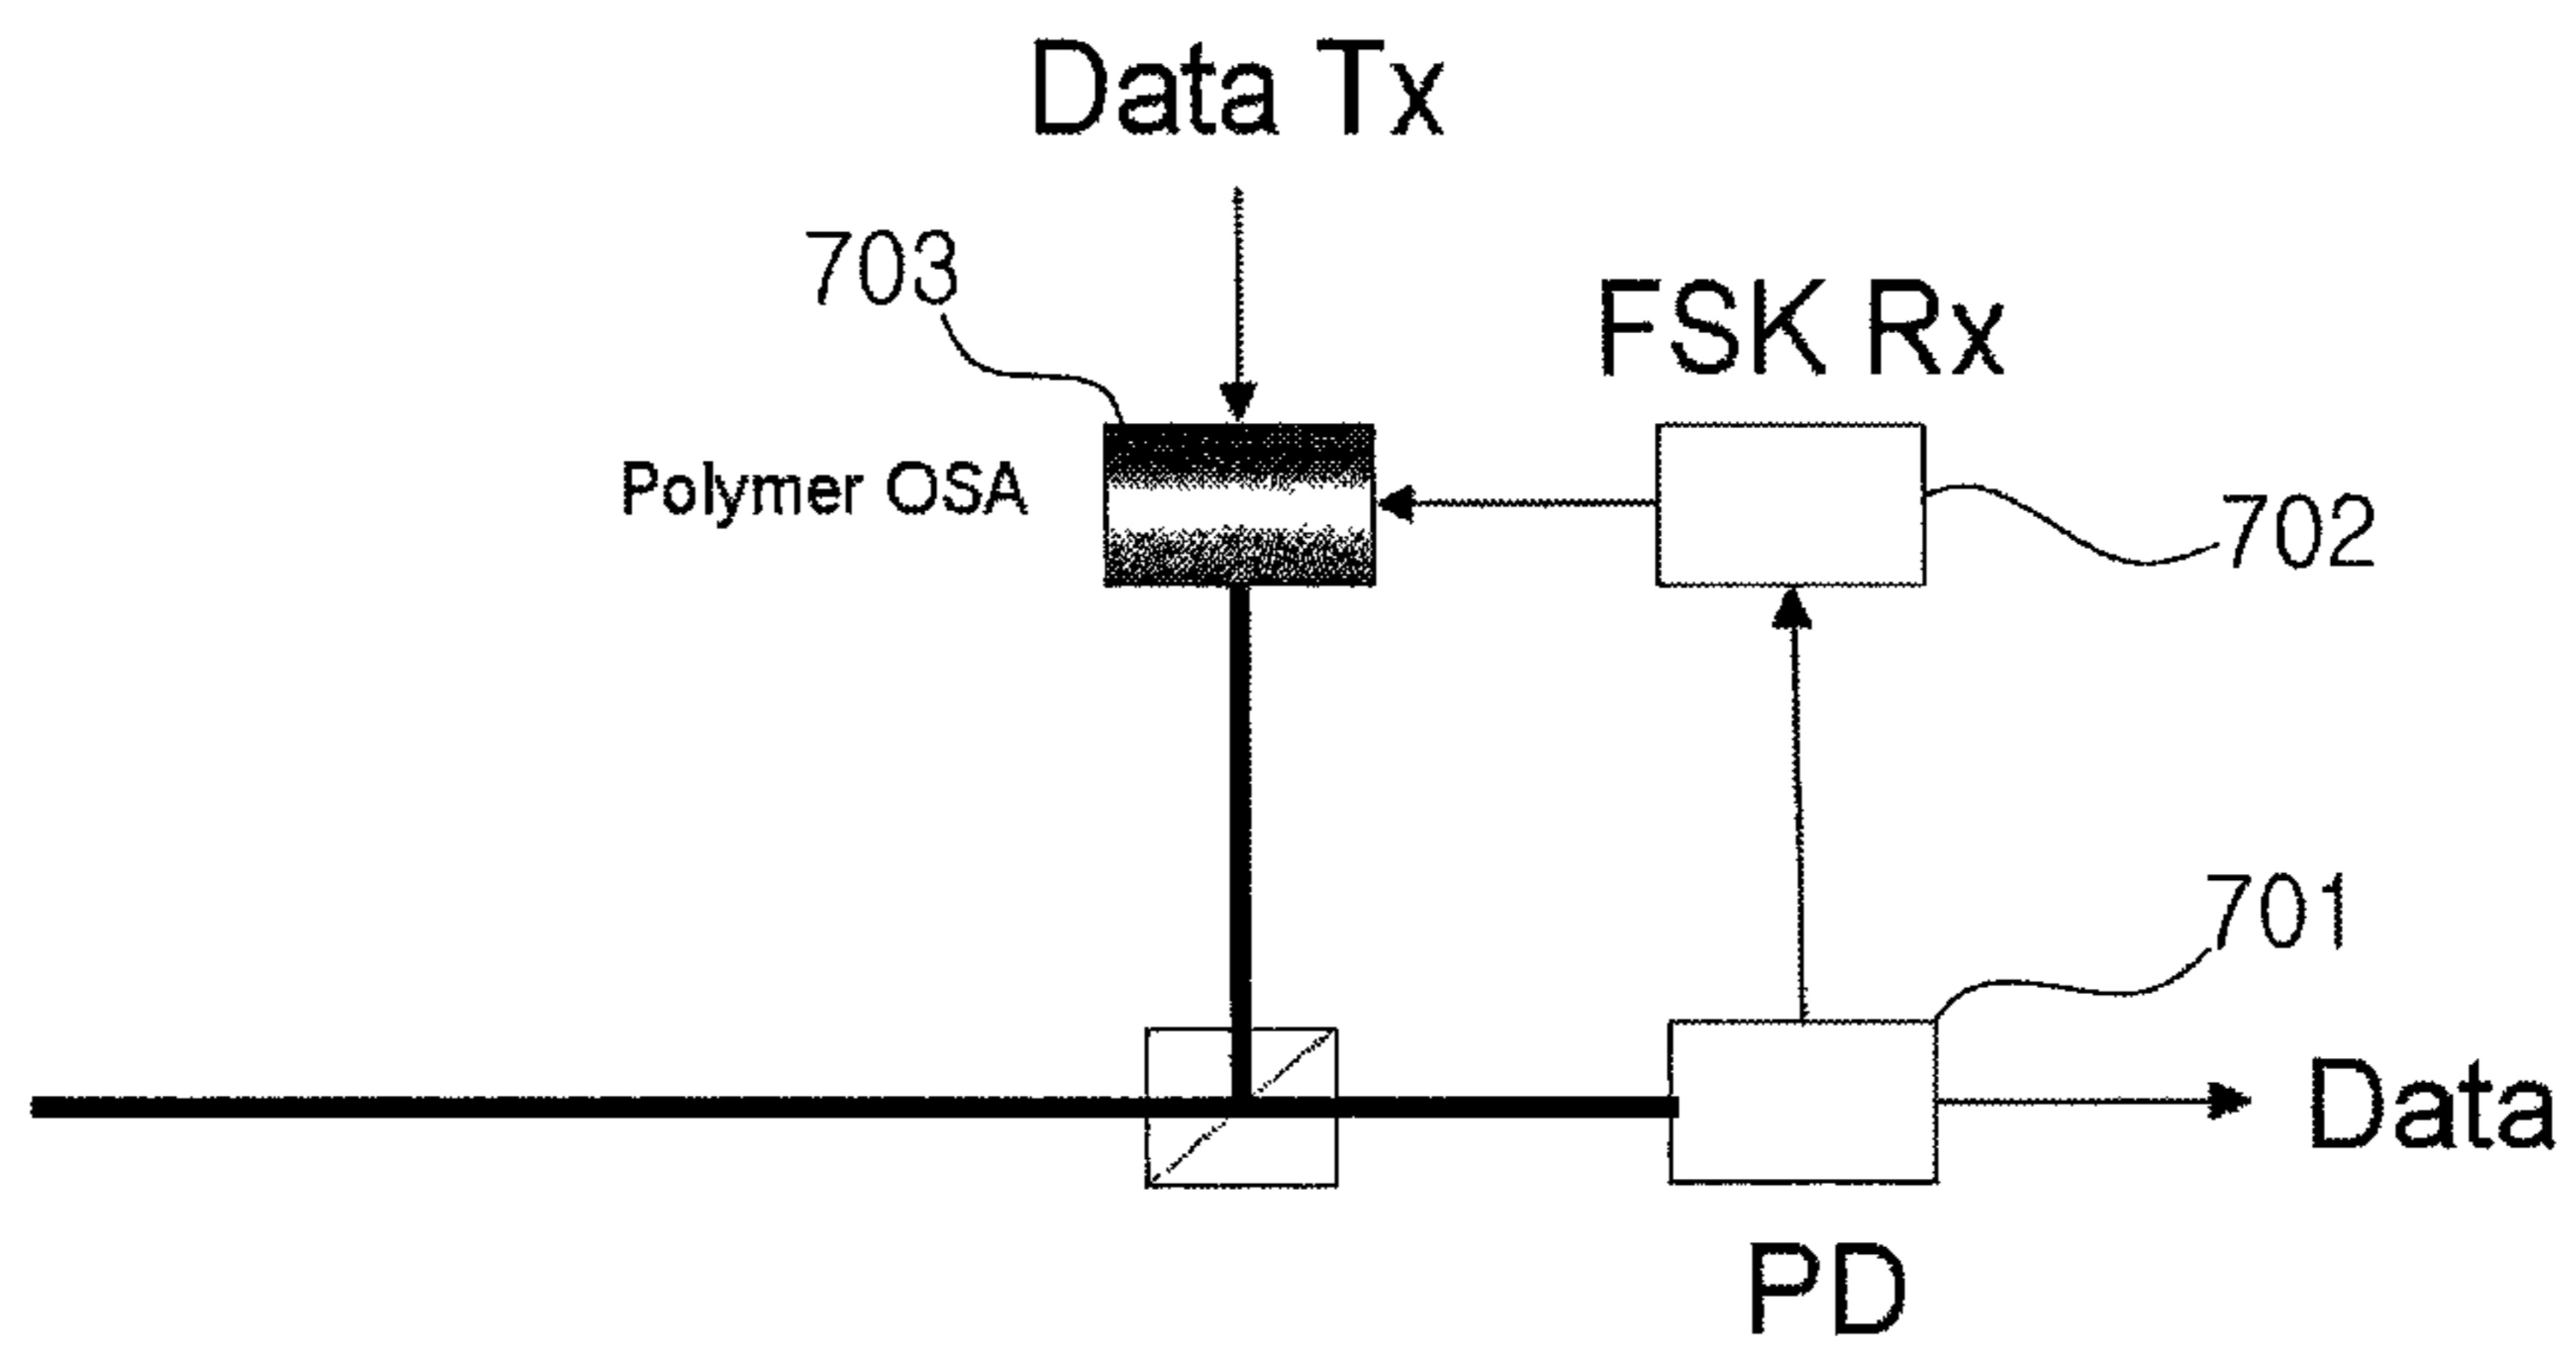 Data Tx
703
FSK Rx
Polymer OSA
702
701
Data
PD